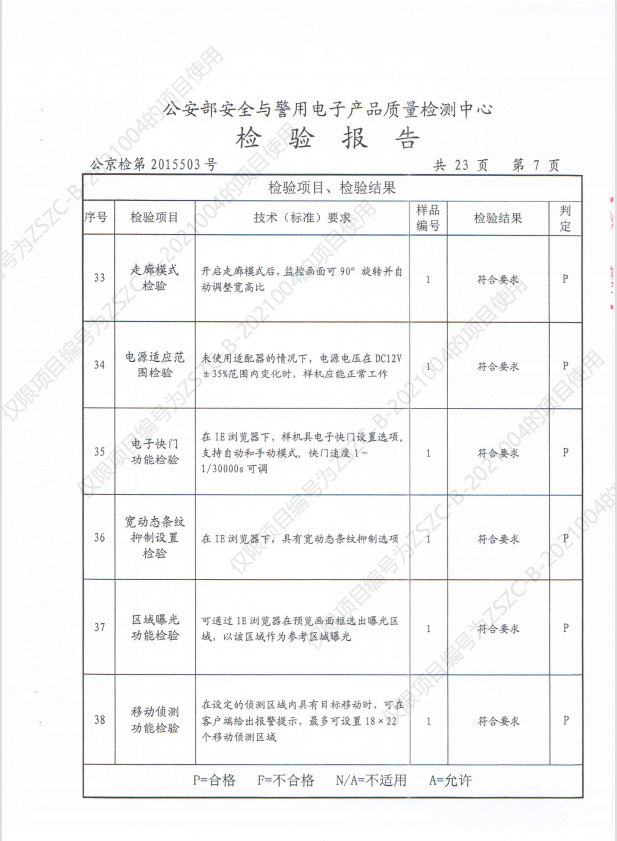 公安部安全与警用电子产品质量检测中心
检 验 报 告
公京检第 2015503 号 共 23 页 第 7 页
检验项目、检验结果
序号 检验项目 技术（标准）要求 样品编号 检验结果 判定
33 走廊模式检验 开启走廊模式后，监控画面可 90° 旋转并自动调整宽高比 1 符合要求 P
34 电源适应范围检验 未使用适配器的情况下，电源电压在 DC12V±35%范围内变化时，样机应能正常工作 1 符合要求 P
35 电子快门功能检验 在 IE 浏览器下，样机具电子快门设置选项，支持自动和手动模式，快门速度 1～1/30000s 可调 1 符合要求 P
36 宽动态条纹抑制设置检验 在 IE 浏览器下，具有宽动态条纹抑制选项 1 符合要求 P
37 区域曝光功能检验 可通过 IE 浏览器在预览画面框选出曝光区域，以该区域作为参考区域曝光 1 符合要求 P
38 移动侦测功能检验 在设定的侦测区域内具有目标移动时，可在客户端给出报警提示，最多可设置 18×22个移动侦测区域 1 符合要求 P
P=合格 F=不合格 N/A=不适用 A=允许
仅限项目编号为ZSZC-B-2021004的项目使用